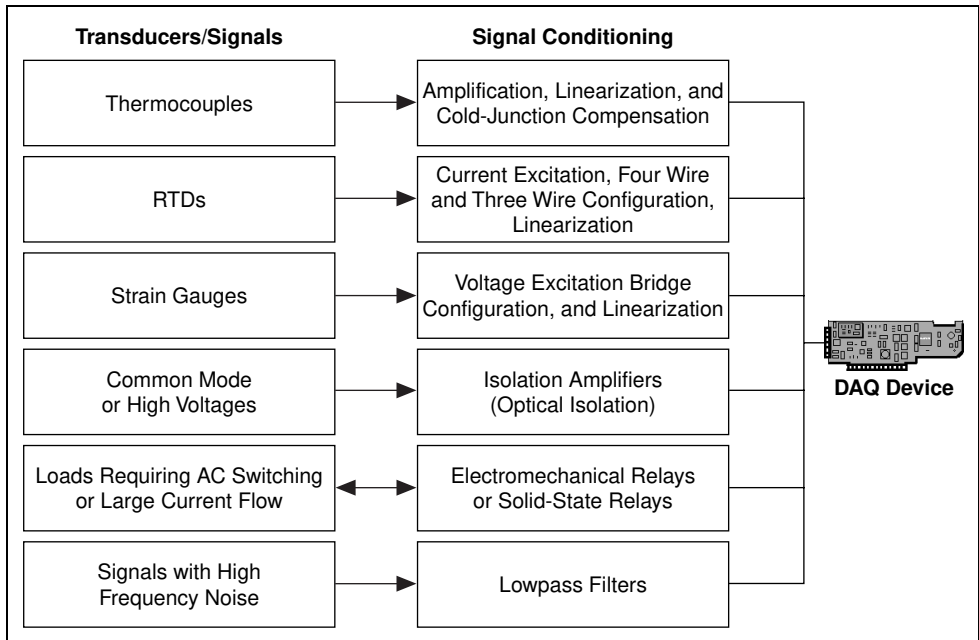 Transducers/Signals
Signal Conditioning
Thermocouples
Amplification, Linearization, and
Cold-Junction Compensation
RTDs
Current Excitation, Four Wire
and Three Wire Configuration,
Linearization
Strain Gauges
Voltage Excitation Bridge
Configuration, and Linearization
Common Mode
or High Voltages
Isolation Amplifiers
(Optical Isolation)
Loads Requiring AC Switching
or Large Current Flow
Electromechanical Relays
or Solid-State Relays
Signals with High
Frequency Noise
Lowpass Filters
DAQ Device